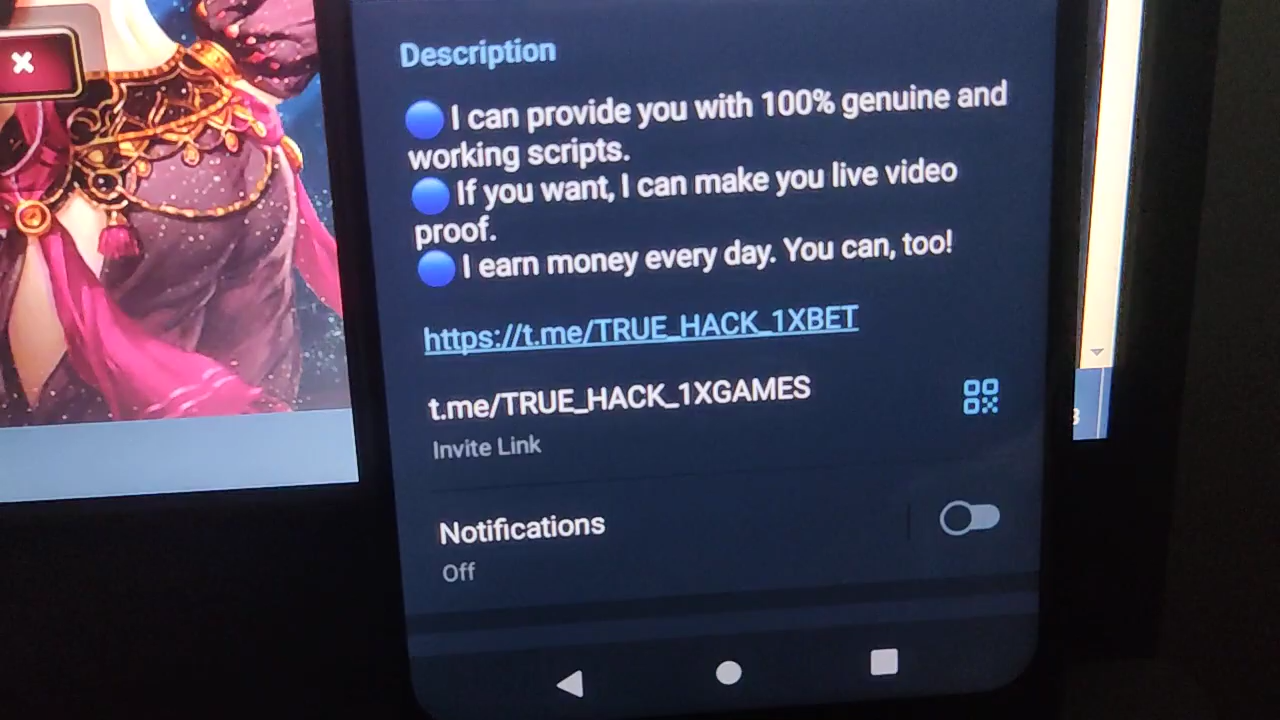 Description
🔵 I can provide you with 100% genuine and
working scripts.
🔵 If you want, I can make you live video
proof.
🔵 I earn money every day. You can, too!
https://t.me/TRUE_HACK_1XBET
t.me/TRUE_HACK_1XGAMES
Invite Link
Notifications
Off